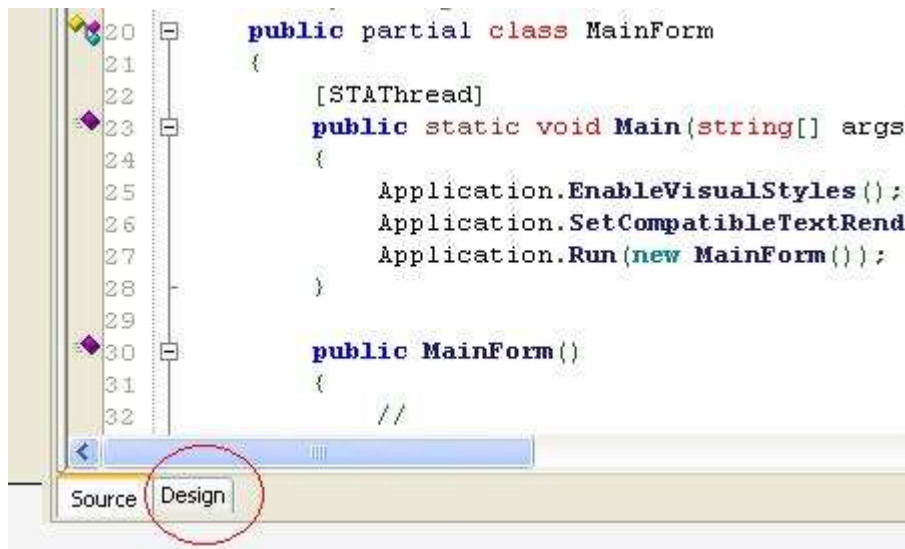 20 public partial class MainForm
21 {
22 [STAThread]
23 public static void Main(string[] args
24 {
25 Application.EnableVisualStyles();
26 Application.SetCompatibleTextRend
27 Application.Run(new MainForm());
28 }
29
30 public MainForm()
31 {
32 //
Source Design